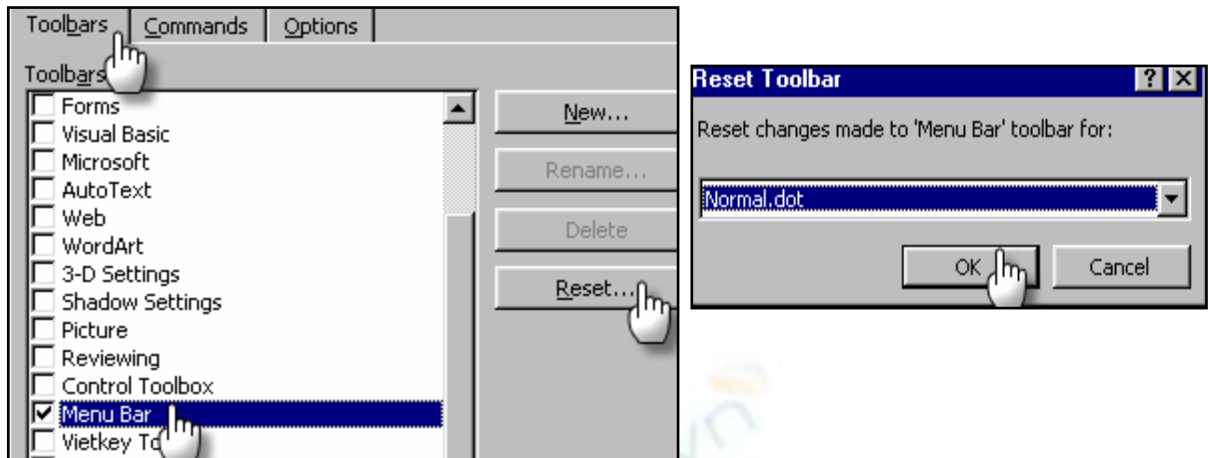 Toolbars Commands Options
Toolbars
Forms
Visual Basic
Microsoft
AutoText
Web
WordArt
3-D Settings
Shadow Settings
Picture
Reviewing
Control Toolbox
Menu Bar
Vietkey
New...
Rename...
Delete
Reset...
Reset Toolbar
Reset changes made to 'Menu Bar' toolbar for:
Normal.dot
OK Cancel